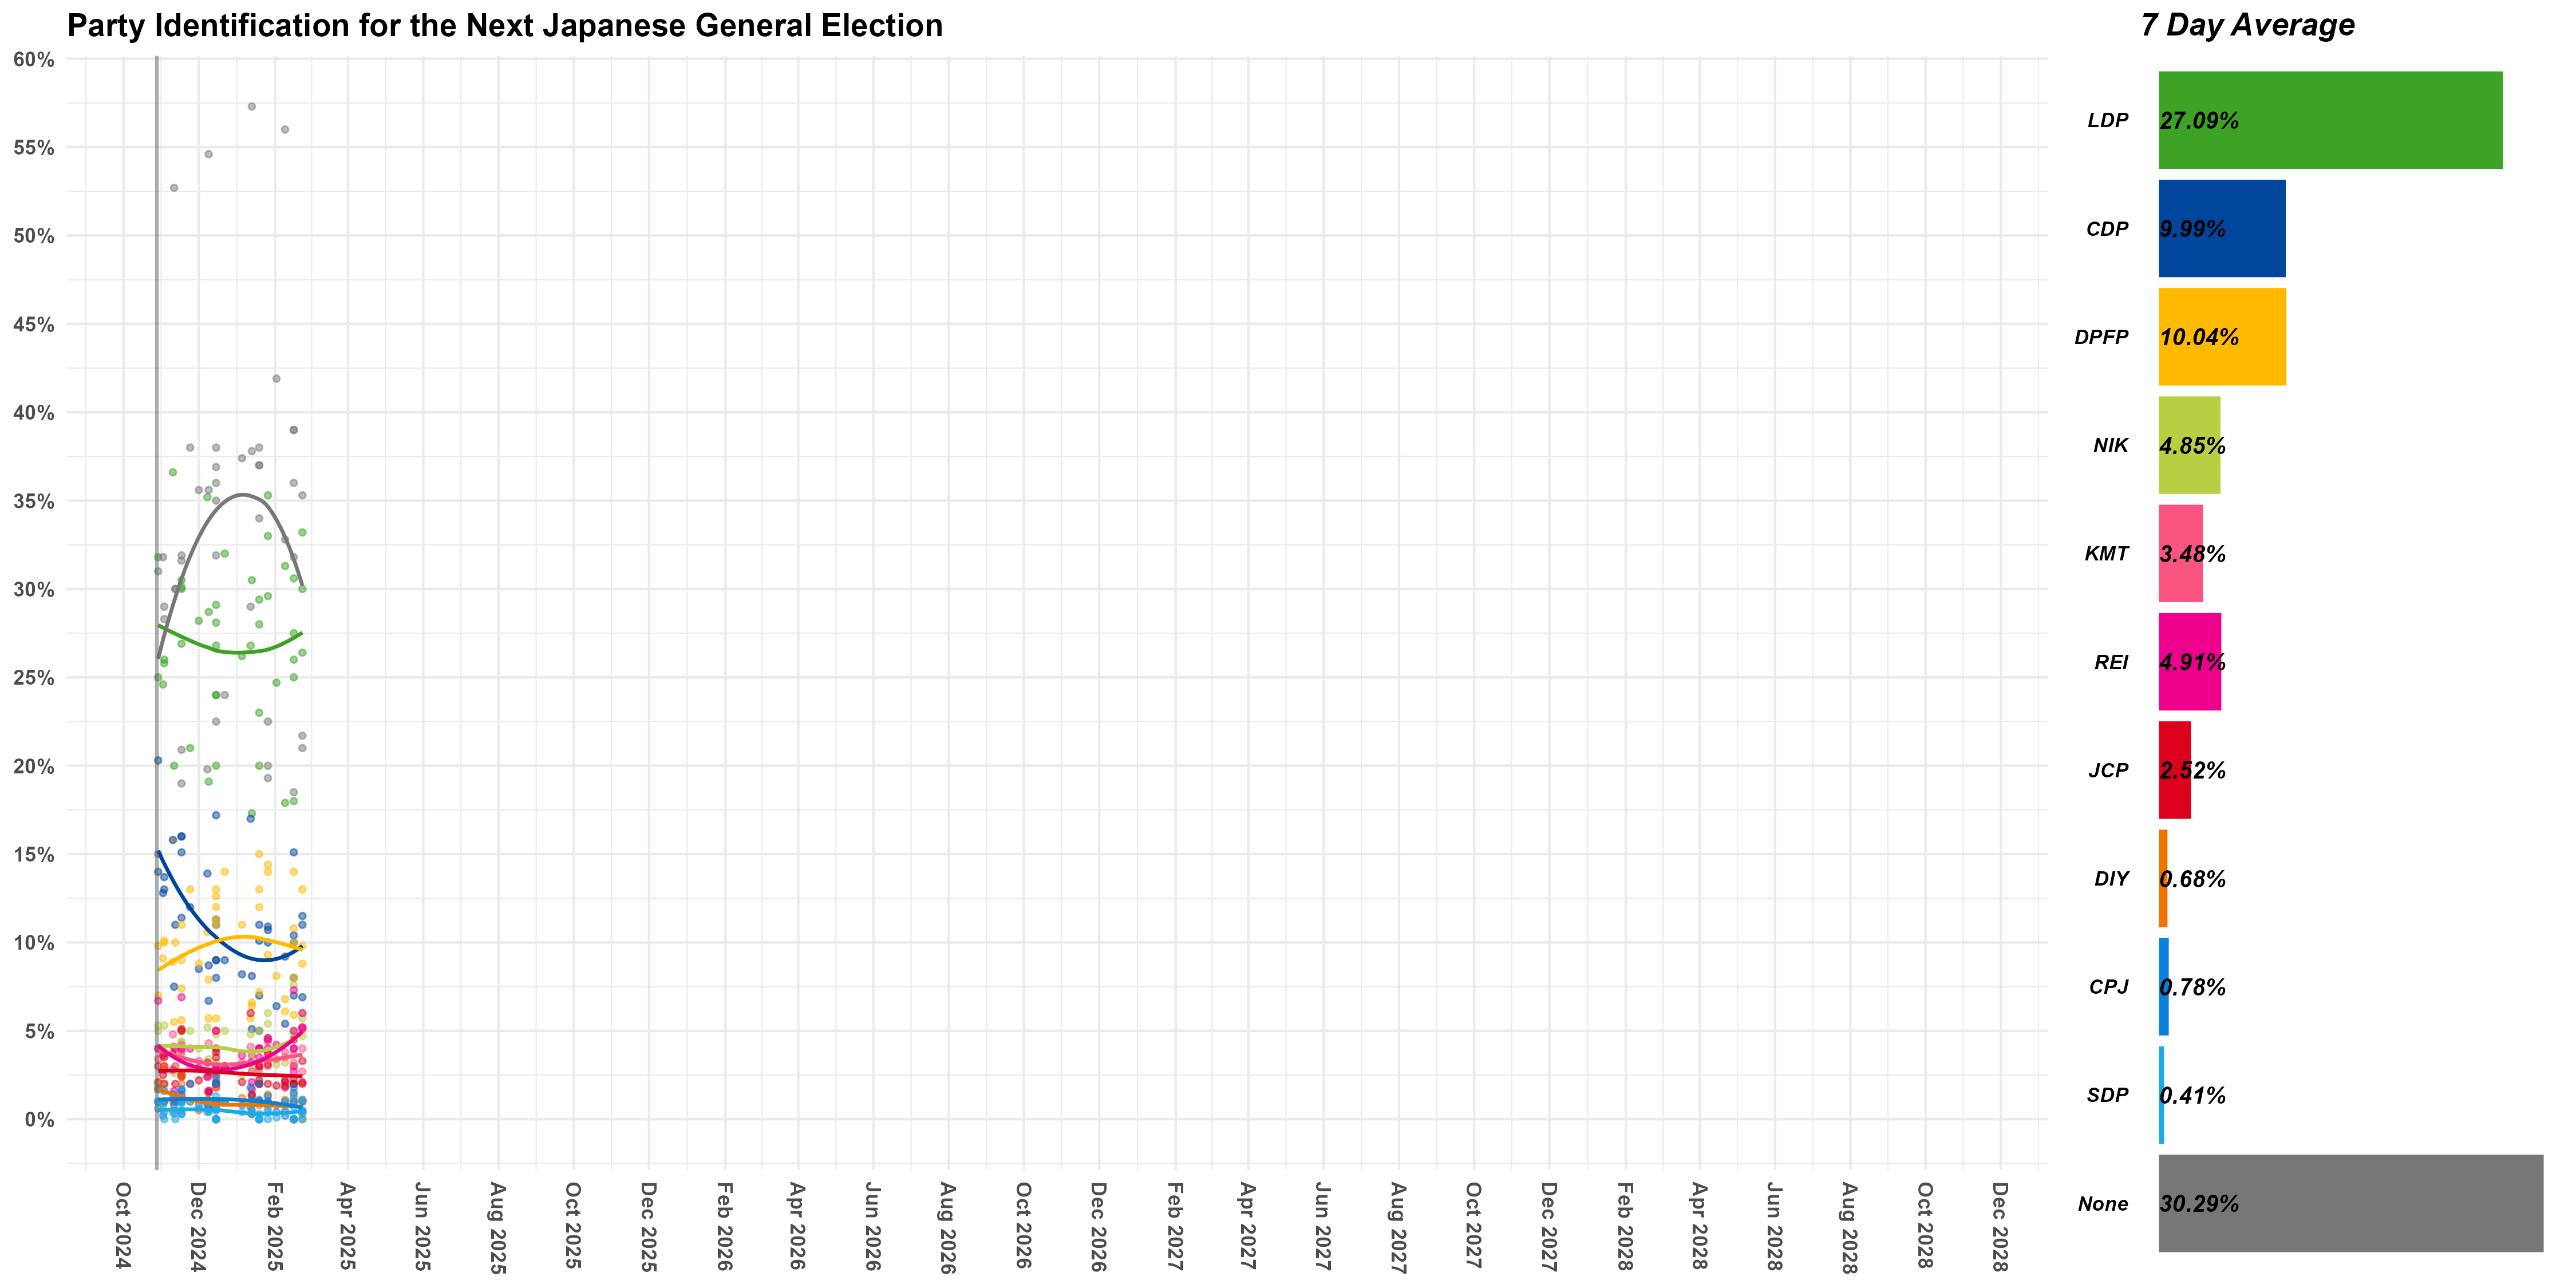 Party Identification for the Next Japanese General Election
7 Day Average
60%
55%
50%
45%
40%
35%
30%
25%
20%
15%
10%
5%
0%
Oct 2024
Dec 2024
Feb 2025
Apr 2025
Jun 2025
Aug 2025
Oct 2025
Dec 2025
Feb 2026
Apr 2026
Jun 2026
Aug 2026
Oct 2026
Dec 2026
Feb 2027
Apr 2027
Jun 2027
Aug 2027
Oct 2027
Dec 2027
Feb 2028
Apr 2028
Jun 2028
Aug 2028
Oct 2028
Dec 2028
LDP 27.09%
CDP 9.99%
DPFP 10.04%
NIK 4.85%
KMT 3.48%
REI 4.91%
JCP 2.52%
DIY 0.68%
CPJ 0.78%
SDP 0.41%
None 30.29%